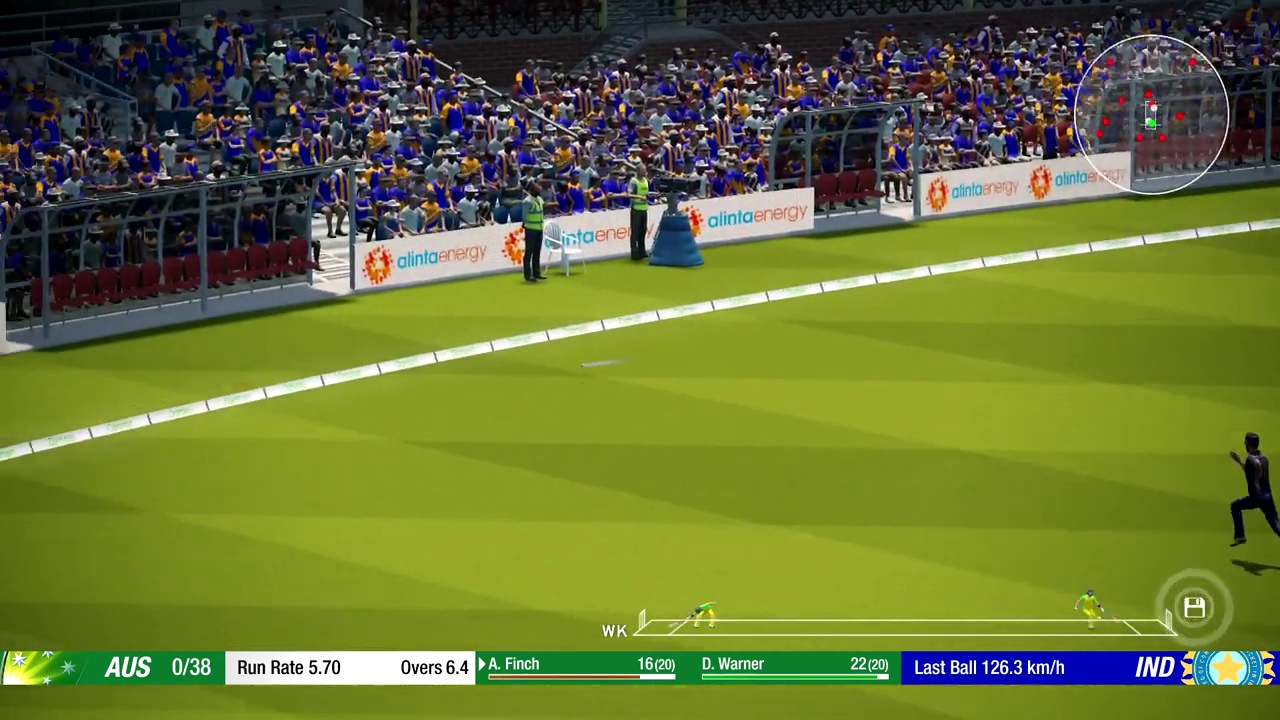 alintaenergy
alintaenergy
alintaenergy
alintaenergy
alintaenergy
WK
AUS 0/38 Run Rate 5.70 Overs 6.4 A. Finch 16 (20) D. Warner 22 (20) Last Ball 126.3 km/h IND